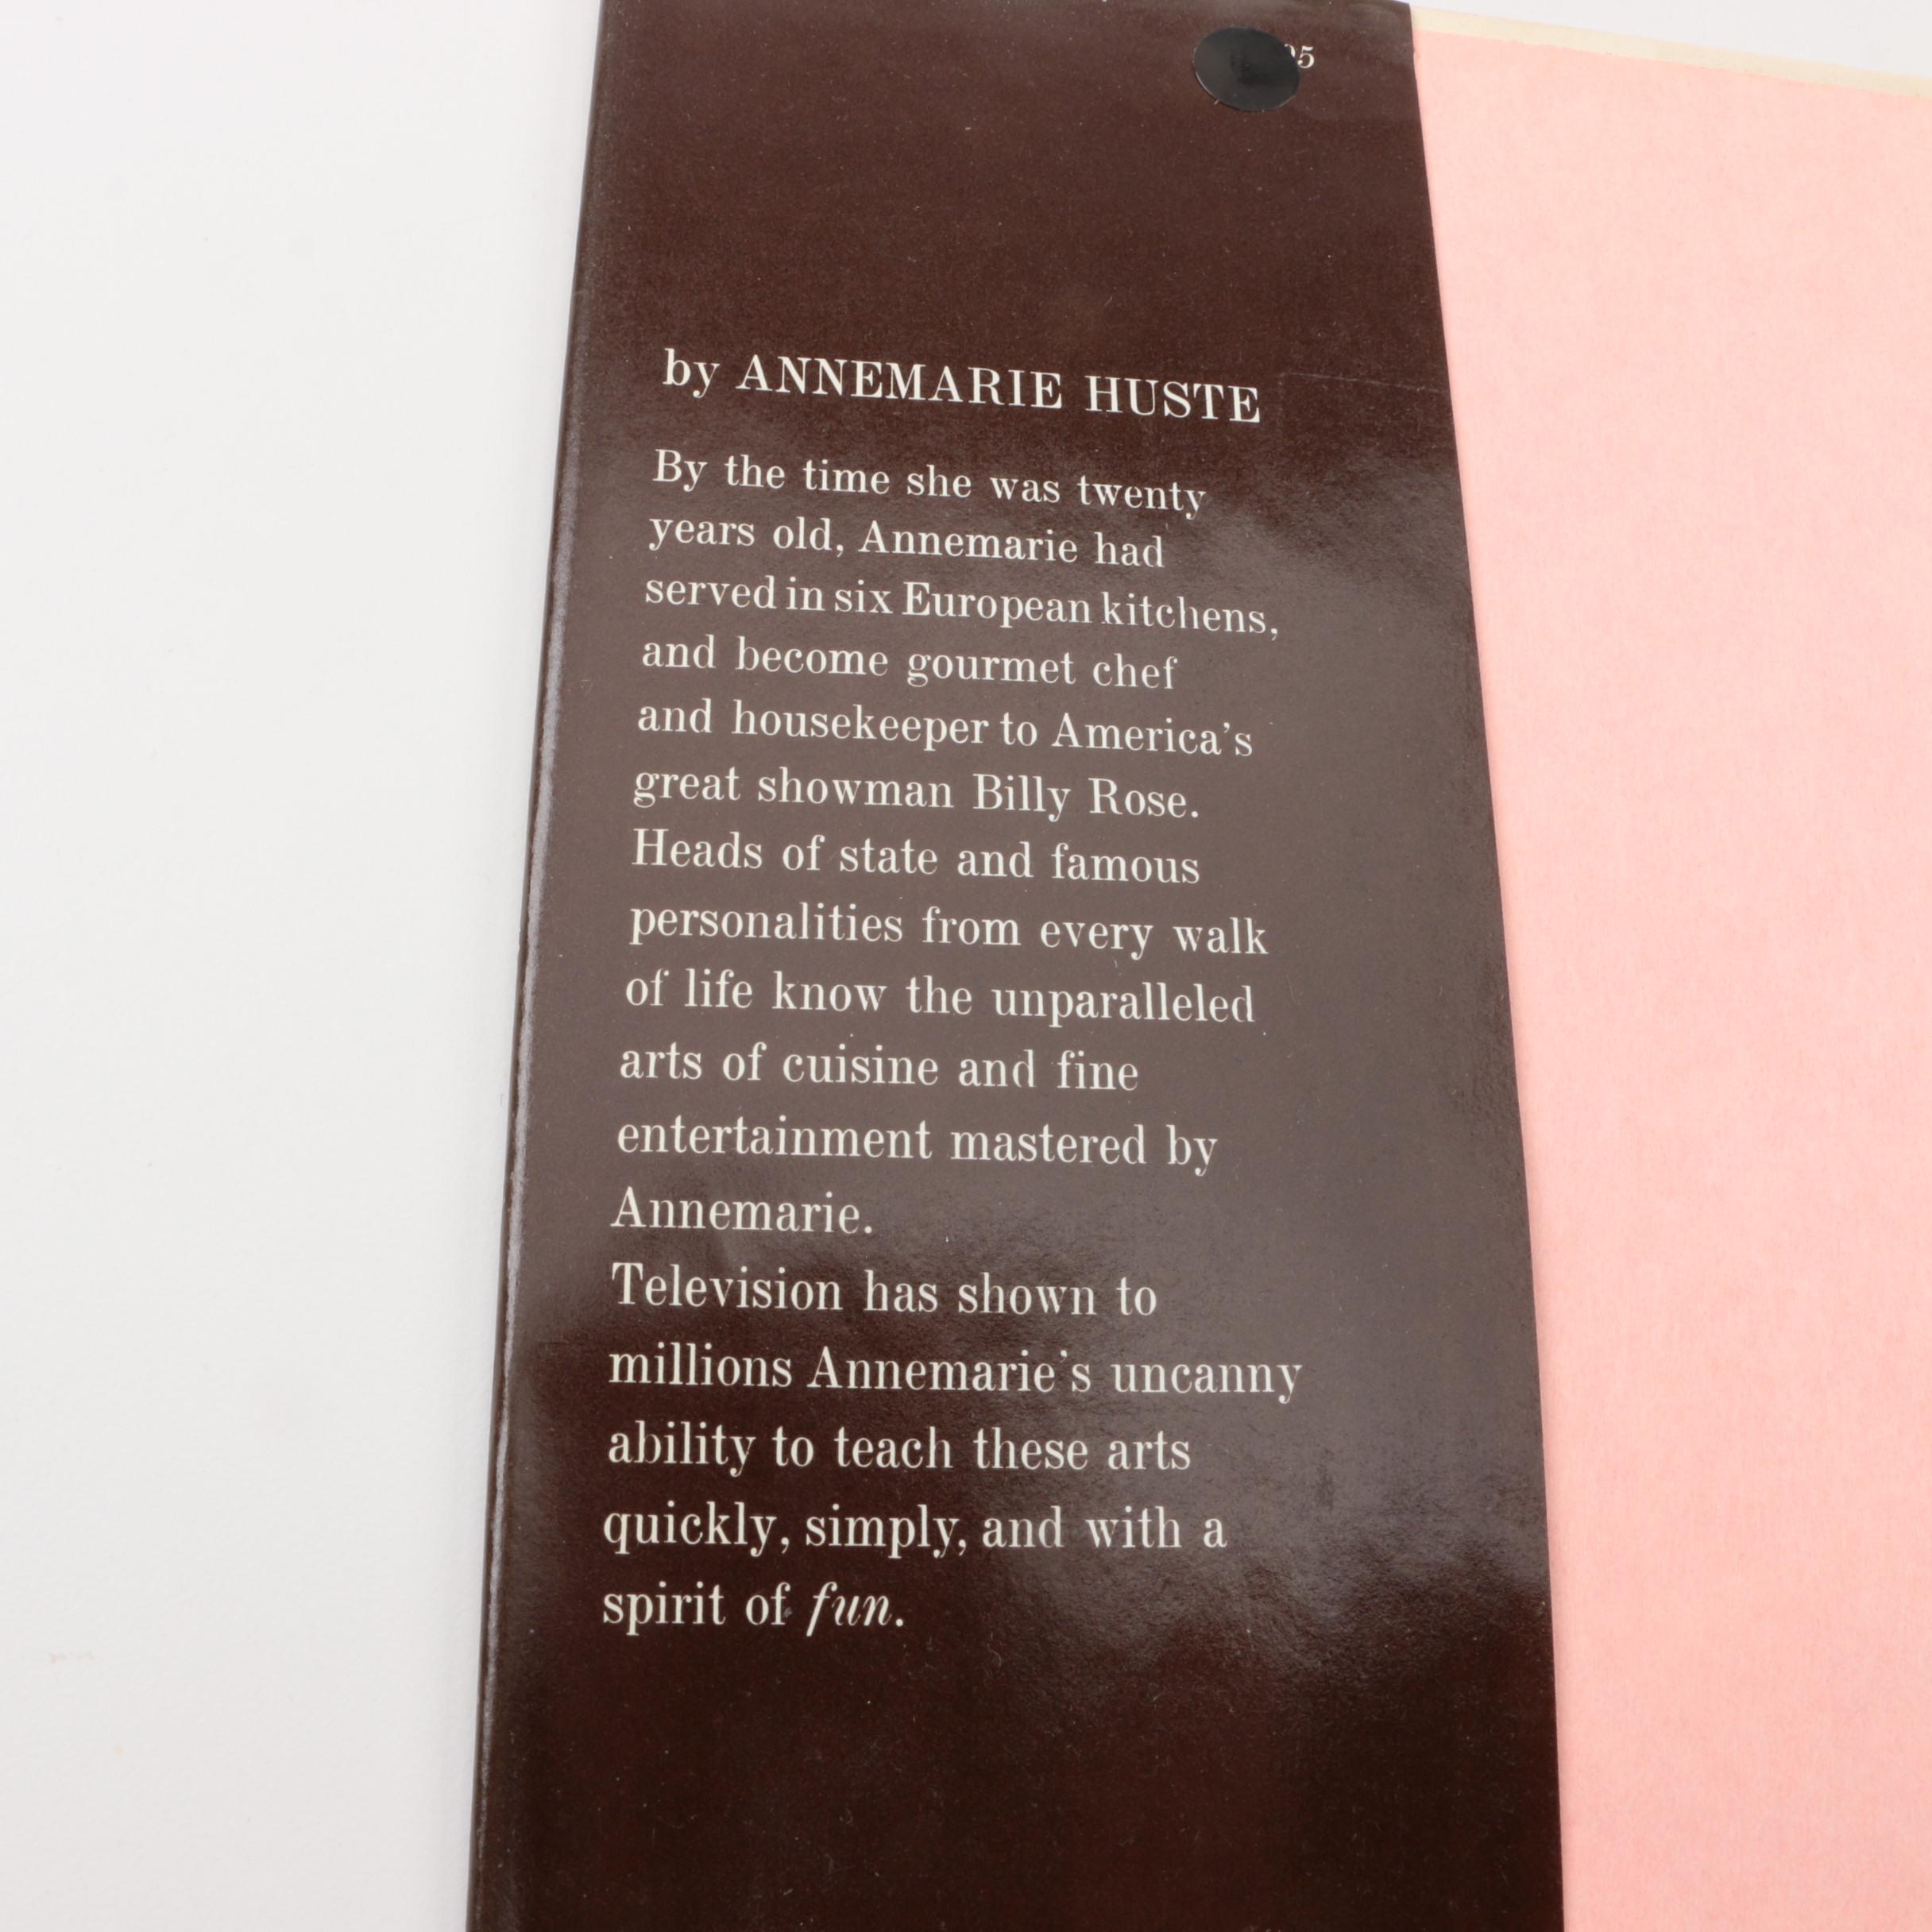 by ANNEMARIE HUSTE
By the time she was twenty
years old, Annemarie had
served in six European kitchens,
and become gourmet chef
and housekeeper to America's
great showman Billy Rose.
Heads of state and famous
personalities from every walk
of life know the unparalleled
arts of cuisine and fine
entertainment mastered by
Annemarie.
Television has shown to
millions Annemarie's uncanny
ability to teach these arts
quickly, simply, and with a
spirit of fun.